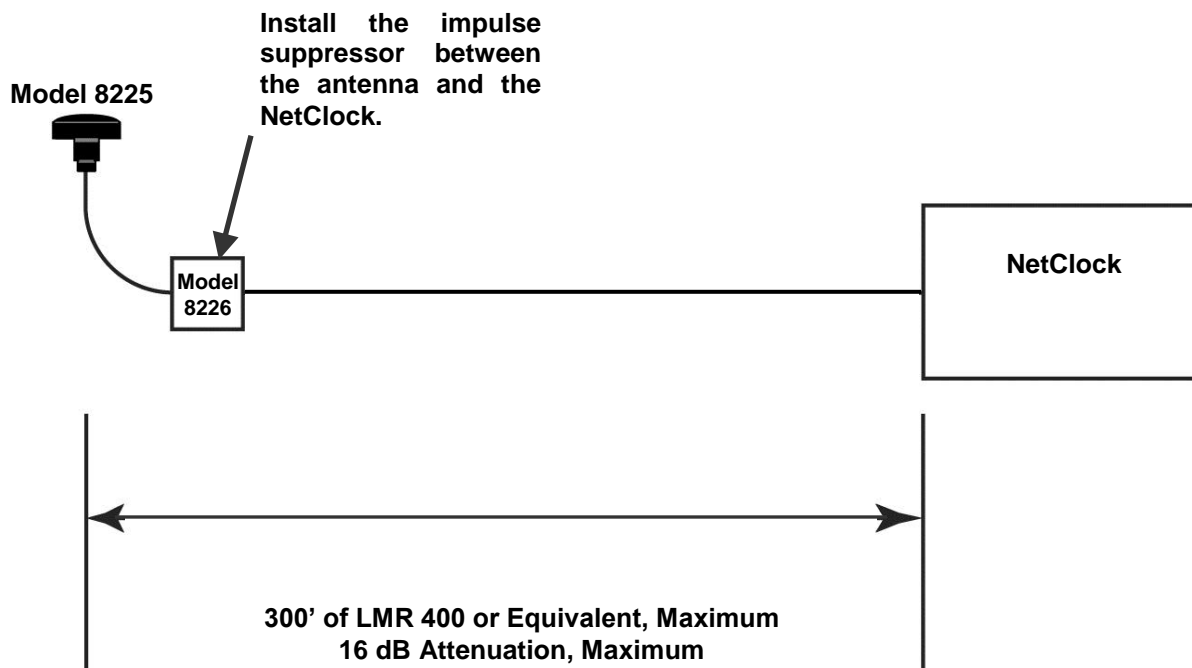 Install the impulse
suppressor between
the antenna and the
NetClock.
Model 8225
Model
8226
NetClock
300’ of LMR 400 or Equivalent, Maximum
16 dB Attenuation, Maximum